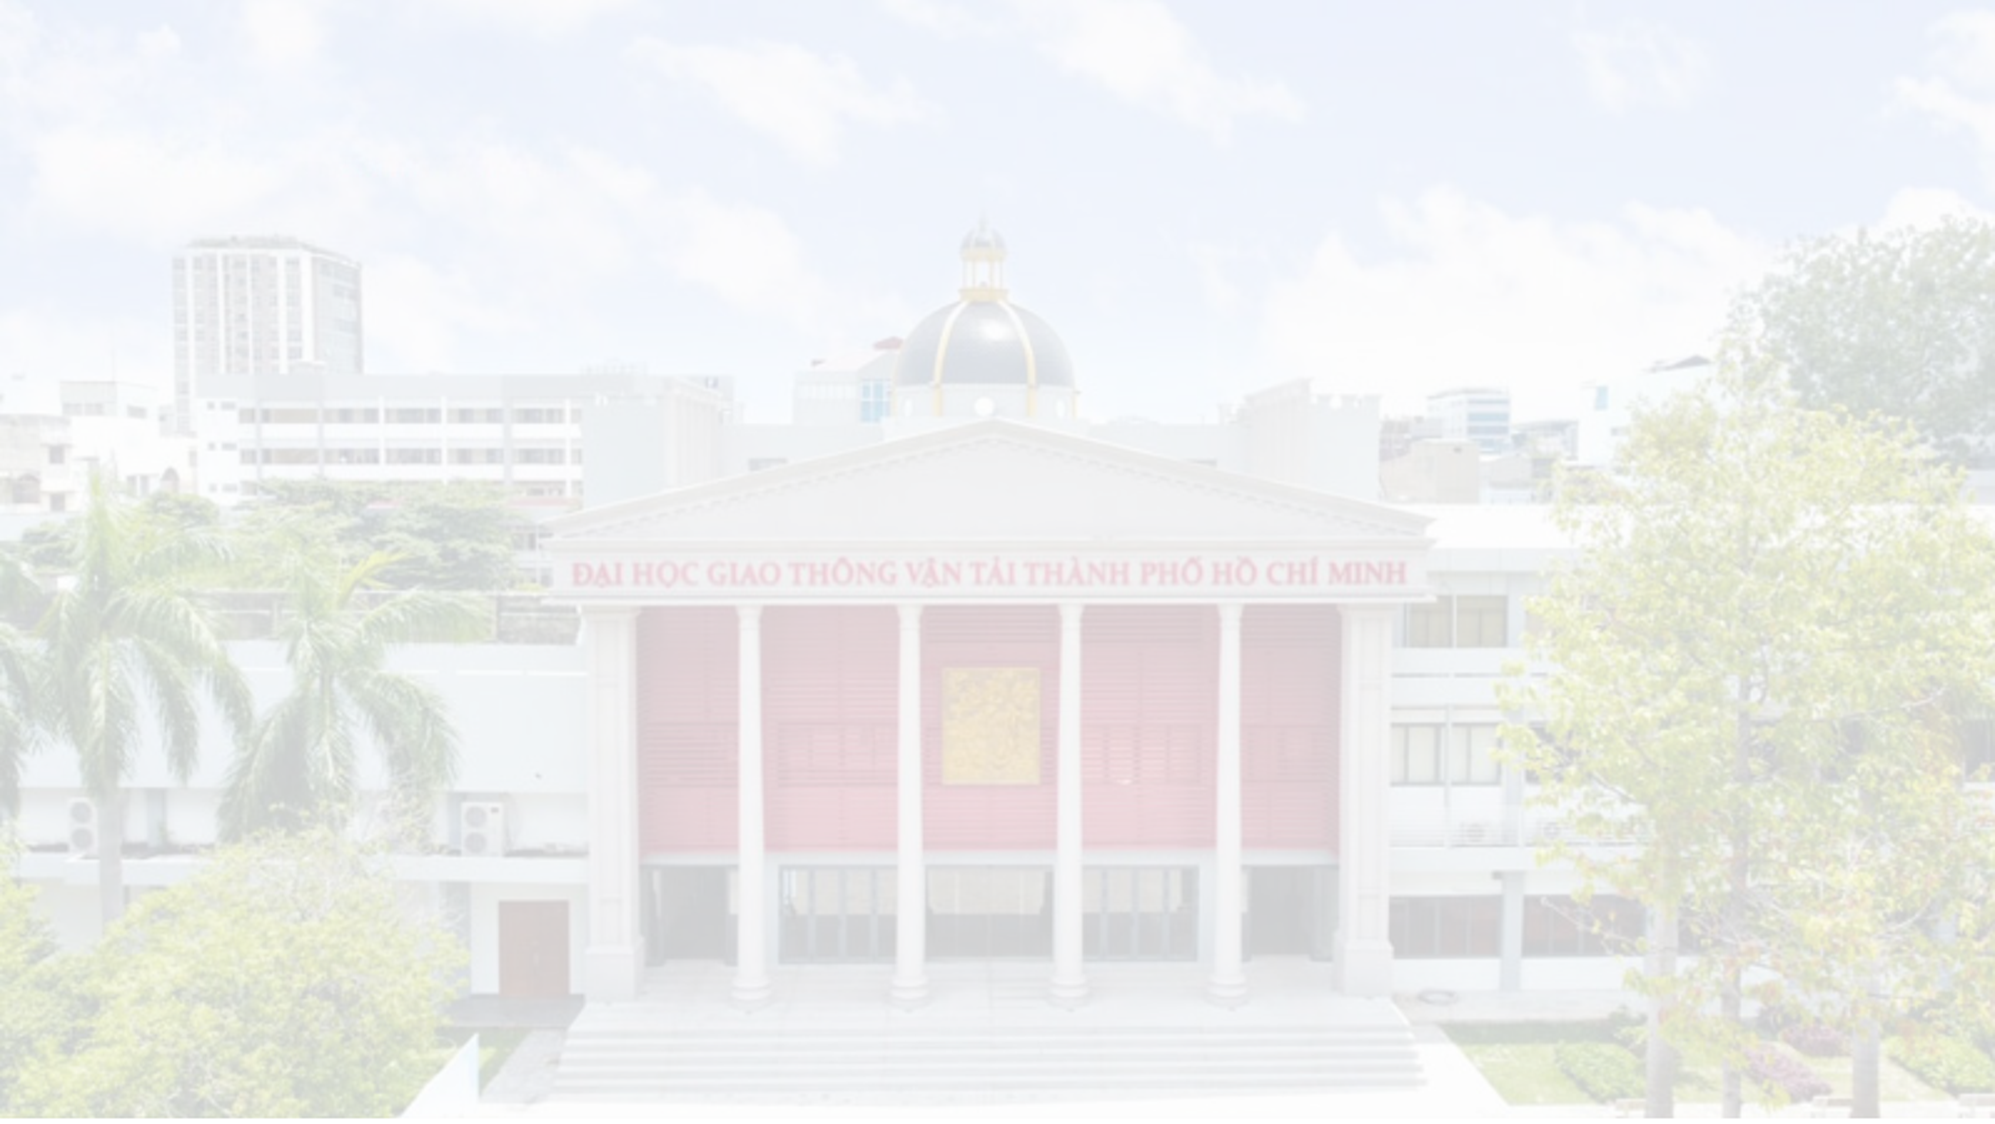 ĐẠI HỌC GIAO THÔNG VẬN TẢI THÀNH PHỐ HỒ CHÍ MINH